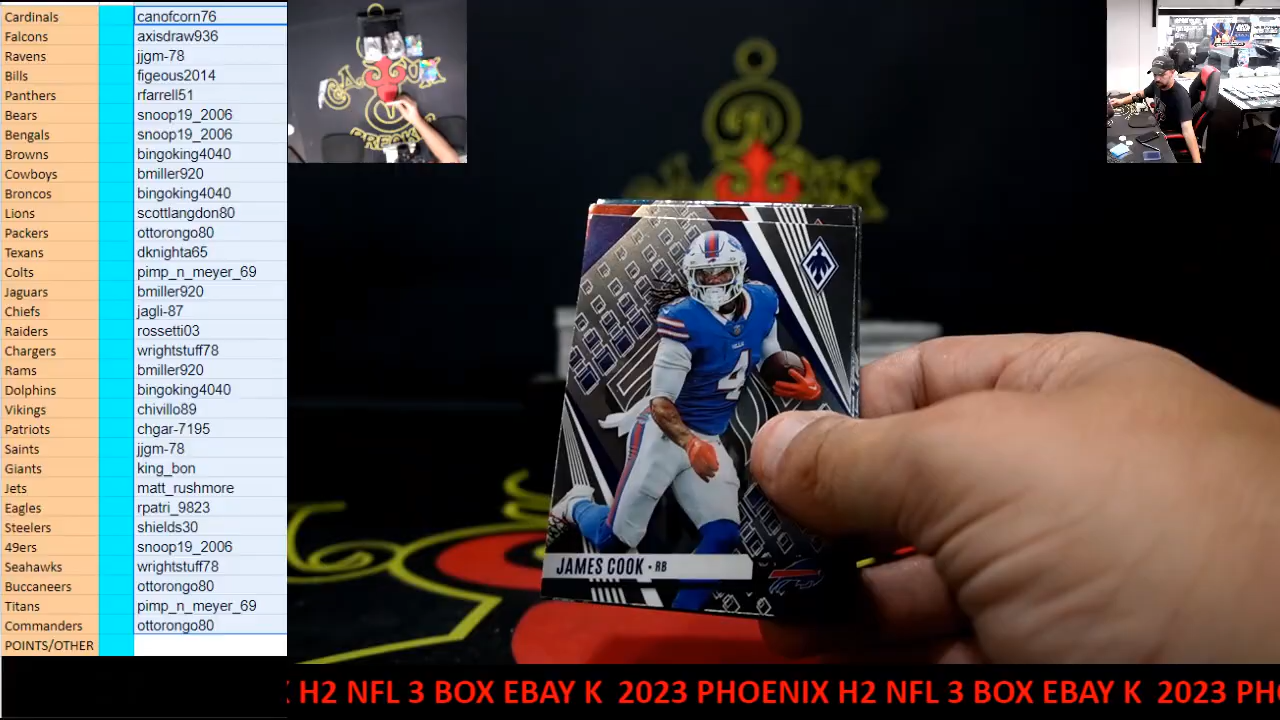 Cardinals canofcorn76
Falcons axisdraw936
Ravens jjgm-78
Bills figeous2014
Panthers rfarrell51
Bears snoop19_2006
Bengals snoop19_2006
Browns bingoking4040
Cowboys bmiller920
Broncos bingoking4040
Lions scottlangdon80
Packers ottorongo80
Texans dknighta65
Colts pimp_n_meyer_69
Jaguars bmiller920
Chiefs jagli-87
Raiders rossetti03
Chargers wrightstuff78
Rams bmiller920
Dolphins bingoking4040
Vikings chivillo89
Patriots chgar-7195
Saints jjgm-78
Giants king_bon
Jets matt_rushmore
Eagles rpatri_9823
Steelers shields30
49ers snoop19_2006
Seahawks wrightstuff78
Buccaneers ottorongo80
Titans pimp_n_meyer_69
Commanders ottorongo80
POINTS/OTHER
BREAKS
4
JAMES COOK • RB
H2 NFL 3 BOX EBAY K 2023 PHOENIX H2 NFL 3 BOX EBAY K 2023